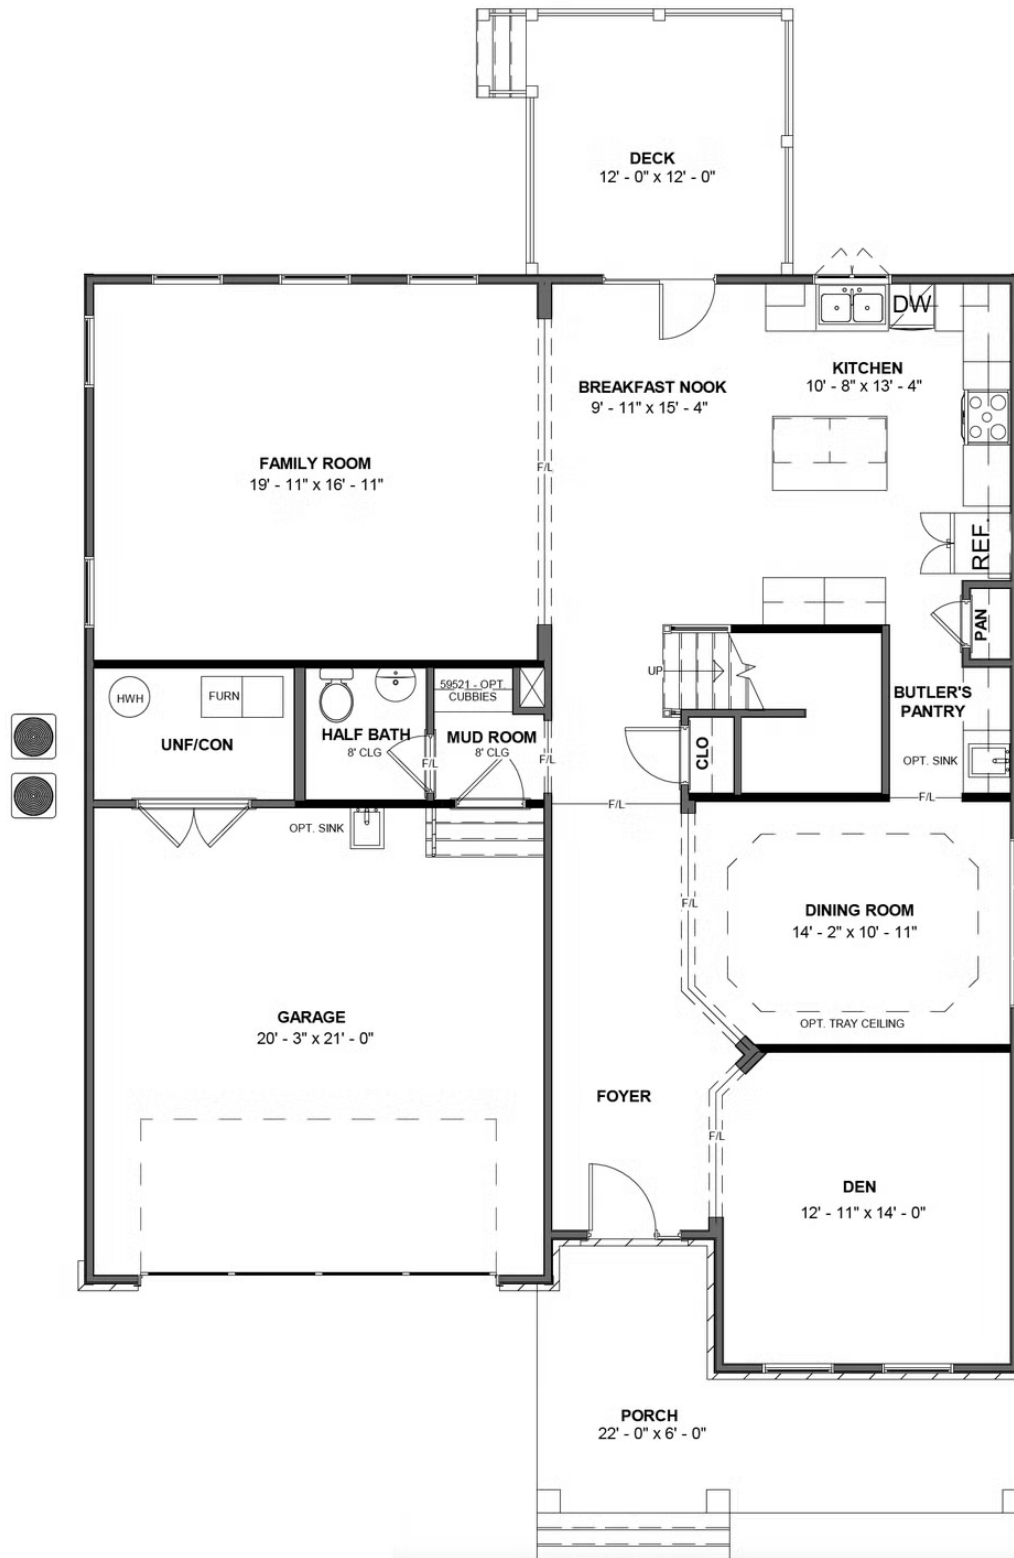 DECK
12' - 0" x 12' - 0"
DW
KITCHEN
10' - 8" x 13' - 4"
BREAKFAST NOOK
9' - 11" x 15' - 4"
FAMILY ROOM
19' - 11" x 16' - 11"
F/L
REF.
PAN
UP
59521 - OPT.
CUBBIES
HWH
FURN
UNF/CON
HALF BATH
8' CLG
F/L
MUD ROOM
8' CLG
F/L
CLO
BUTLER'S
PANTRY
OPT. SINK
F/L
F/L
OPT. SINK
F/L
DINING ROOM
14' - 2" x 10' - 11"
OPT. TRAY CEILING
GARAGE
20' - 3" x 21' - 0"
FOYER
F/L
DEN
12' - 11" x 14' - 0"
PORCH
22' - 0" x 6' - 0"